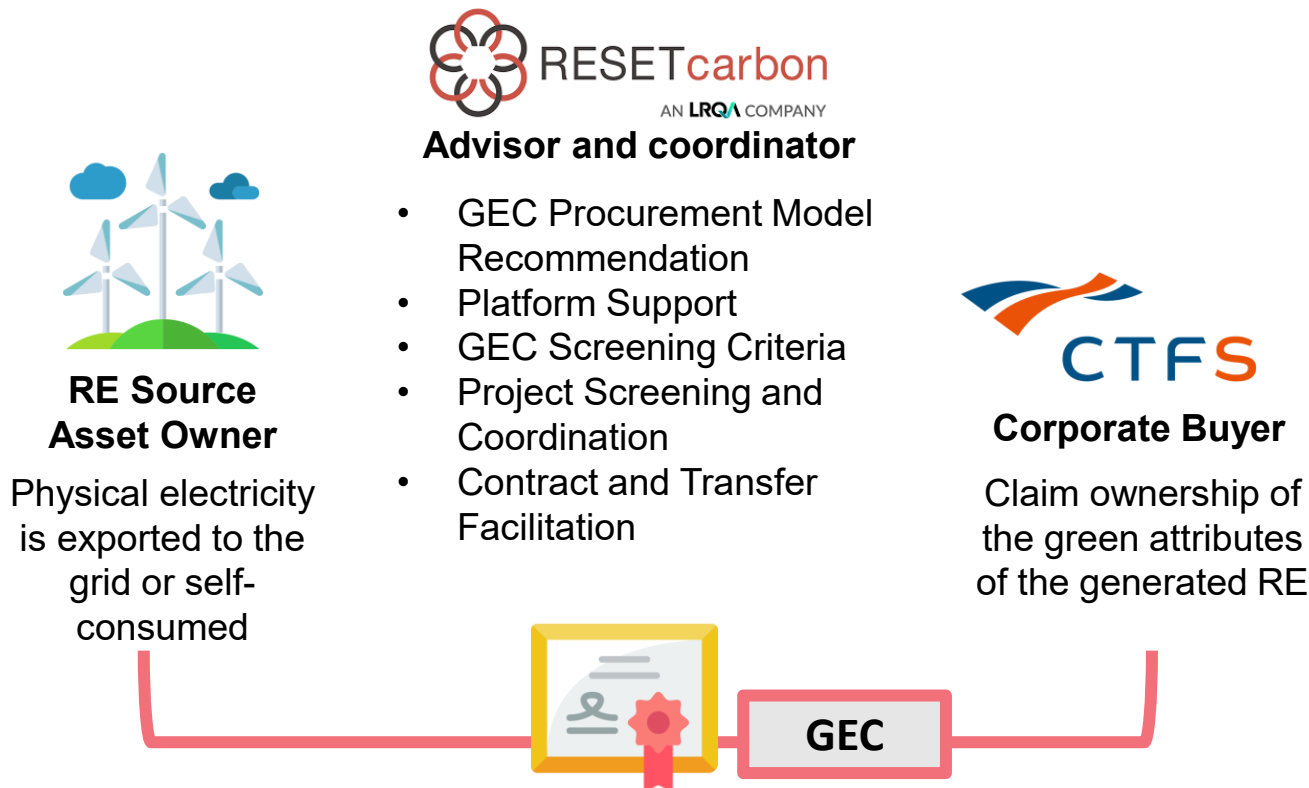 RESETcarbon
AN LRQA COMPANY
Advisor and coordinator
• GEC Procurement Model
Recommendation
• Platform Support
• GEC Screening Criteria
• Project Screening and
Coordination
• Contract and Transfer
Facilitation
RE Source
Asset Owner
Physical electricity
is exported to the
grid or self-
consumed
CTFS
Corporate Buyer
Claim ownership of
the green attributes
of the generated RE
GEC